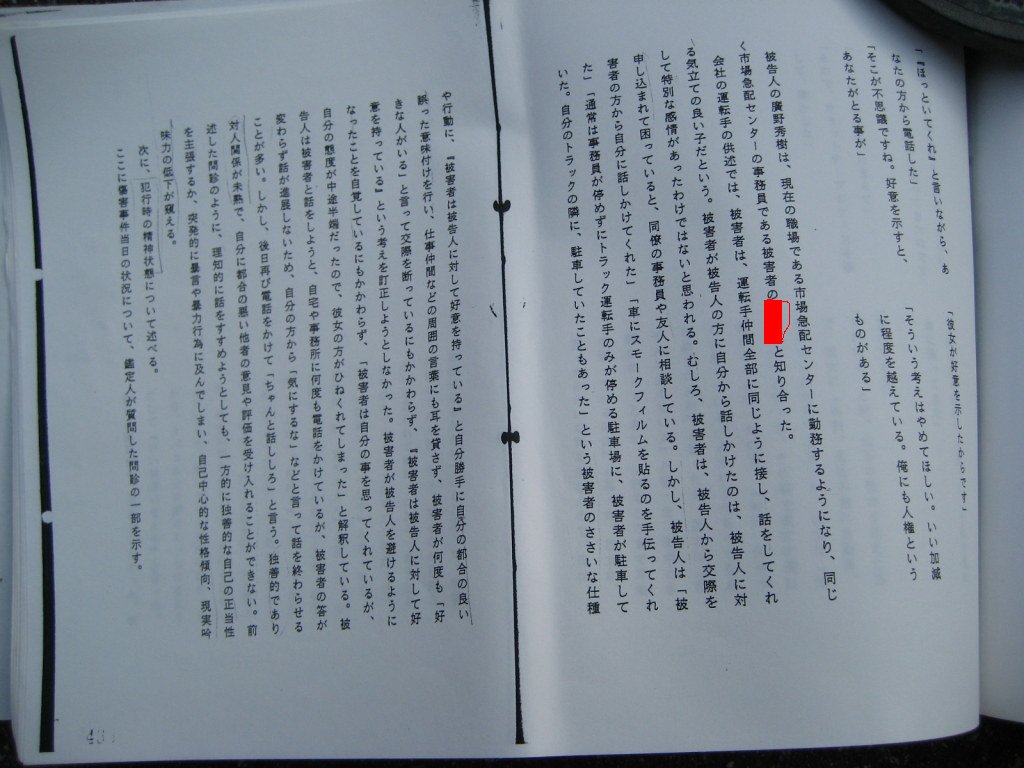 「『ほっといてくれ』と言いながら、あ
なたの方から電話した」
「彼女が好意を示したからです」
「そこが不思議ですね。好意を示すと、
あなたがとる事が」
「そういう考えはやめてほしい。いい加減
に程度を越えている。俺にも人権という
ものがある」
被告人の廣野秀樹は、現在の職場である市場急配センターに勤務するようになり、同じ
く市場急配センターの事務員である被害者の
と知り合った。
会社の運転手の供述では、被害者は、運転手仲間全部に同じように接し、話をしてくれ
る気立ての良い子だという。被害者が被告人の方に自分から話しかけたのは、被告人に対
して特別な感情があったわけではないと思われる。むしろ、被害者は、被告人から交際を
申し込まれて困っていると、同僚の事務員や友人に相談している。しかし、被告人は「被
害者の方から自分に話しかけてくれた」「車にスモークフィルムを貼るのを手伝ってくれ
た」「通常は事務員が停めずにトラック運転手のみが停める駐車場に、被害者が駐車して
いた。自分のトラックの隣に、駐車していたこともあった」という被害者のささいな仕種
や行動に、『被害者は被告人に対して好意を持っている』と自分勝手に自分の都合の良い
誤った意味付けを行い、仕事仲間などの周囲の言葉にも耳を貸さず、被害者が何度も「好
きな人がいる」と言って交際を断っているにもかかわらず、『被害者は被告人に対して好
意を持っている』という考えを訂正しようとしなかった。被害者が被告人を避けるように
なったことを自覚しているにもかかわらず、「被害者は自分の事を思ってくれているが、
自分の態度が中途半端だったので、彼女の方がひねくれてしまった」と解釈している。被
告人は被害者と話をしようと、自宅や事務所に何度も電話をかけているが、被害者の答が
変わらず話が進展しないため、自分の方から「気にするな」などと言って話を終わらせる
ことが多い。しかし、後日再び電話をかけて「ちゃんと話ししろ」と言う。独善的であり
対人関係が未熟で、自分に都合の悪い他者の意見や評価を受け入れることができない。前
述した問診のように、理知的に話をすすめようとしても、一方的に独善的な自己の正当性
を主張するか、突発的に暴言や暴力行為に及んでしまい、自己中心的な性格傾向、現実吟
味力の低下が窺える。
次に、犯行時の精神状態について述べる。
ここに傷害事件当日の状況について、鑑定人が質問した問診の一部を示す。